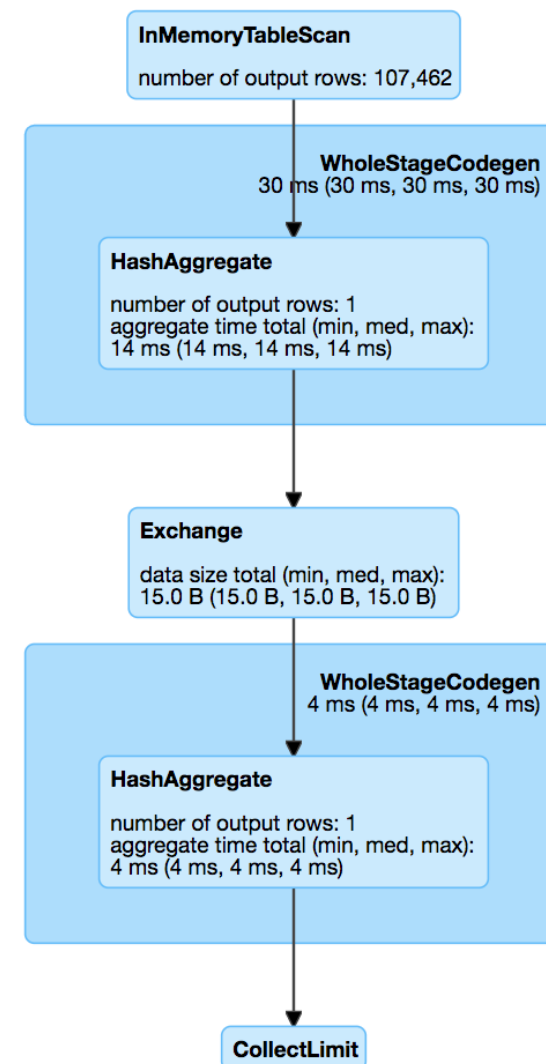 InMemoryTableScan
number of output rows: 107,462
WholeStageCodegen
30 ms (30 ms, 30 ms, 30 ms)
HashAggregate
number of output rows: 1
aggregate time total (min, med, max):
14 ms (14 ms, 14 ms, 14 ms)
Exchange
data size total (min, med, max):
15.0 B (15.0 B, 15.0 B, 15.0 B)
WholeStageCodegen
4 ms (4 ms, 4 ms, 4 ms)
HashAggregate
number of output rows: 1
aggregate time total (min, med, max):
4 ms (4 ms, 4 ms, 4 ms)
CollectLimit